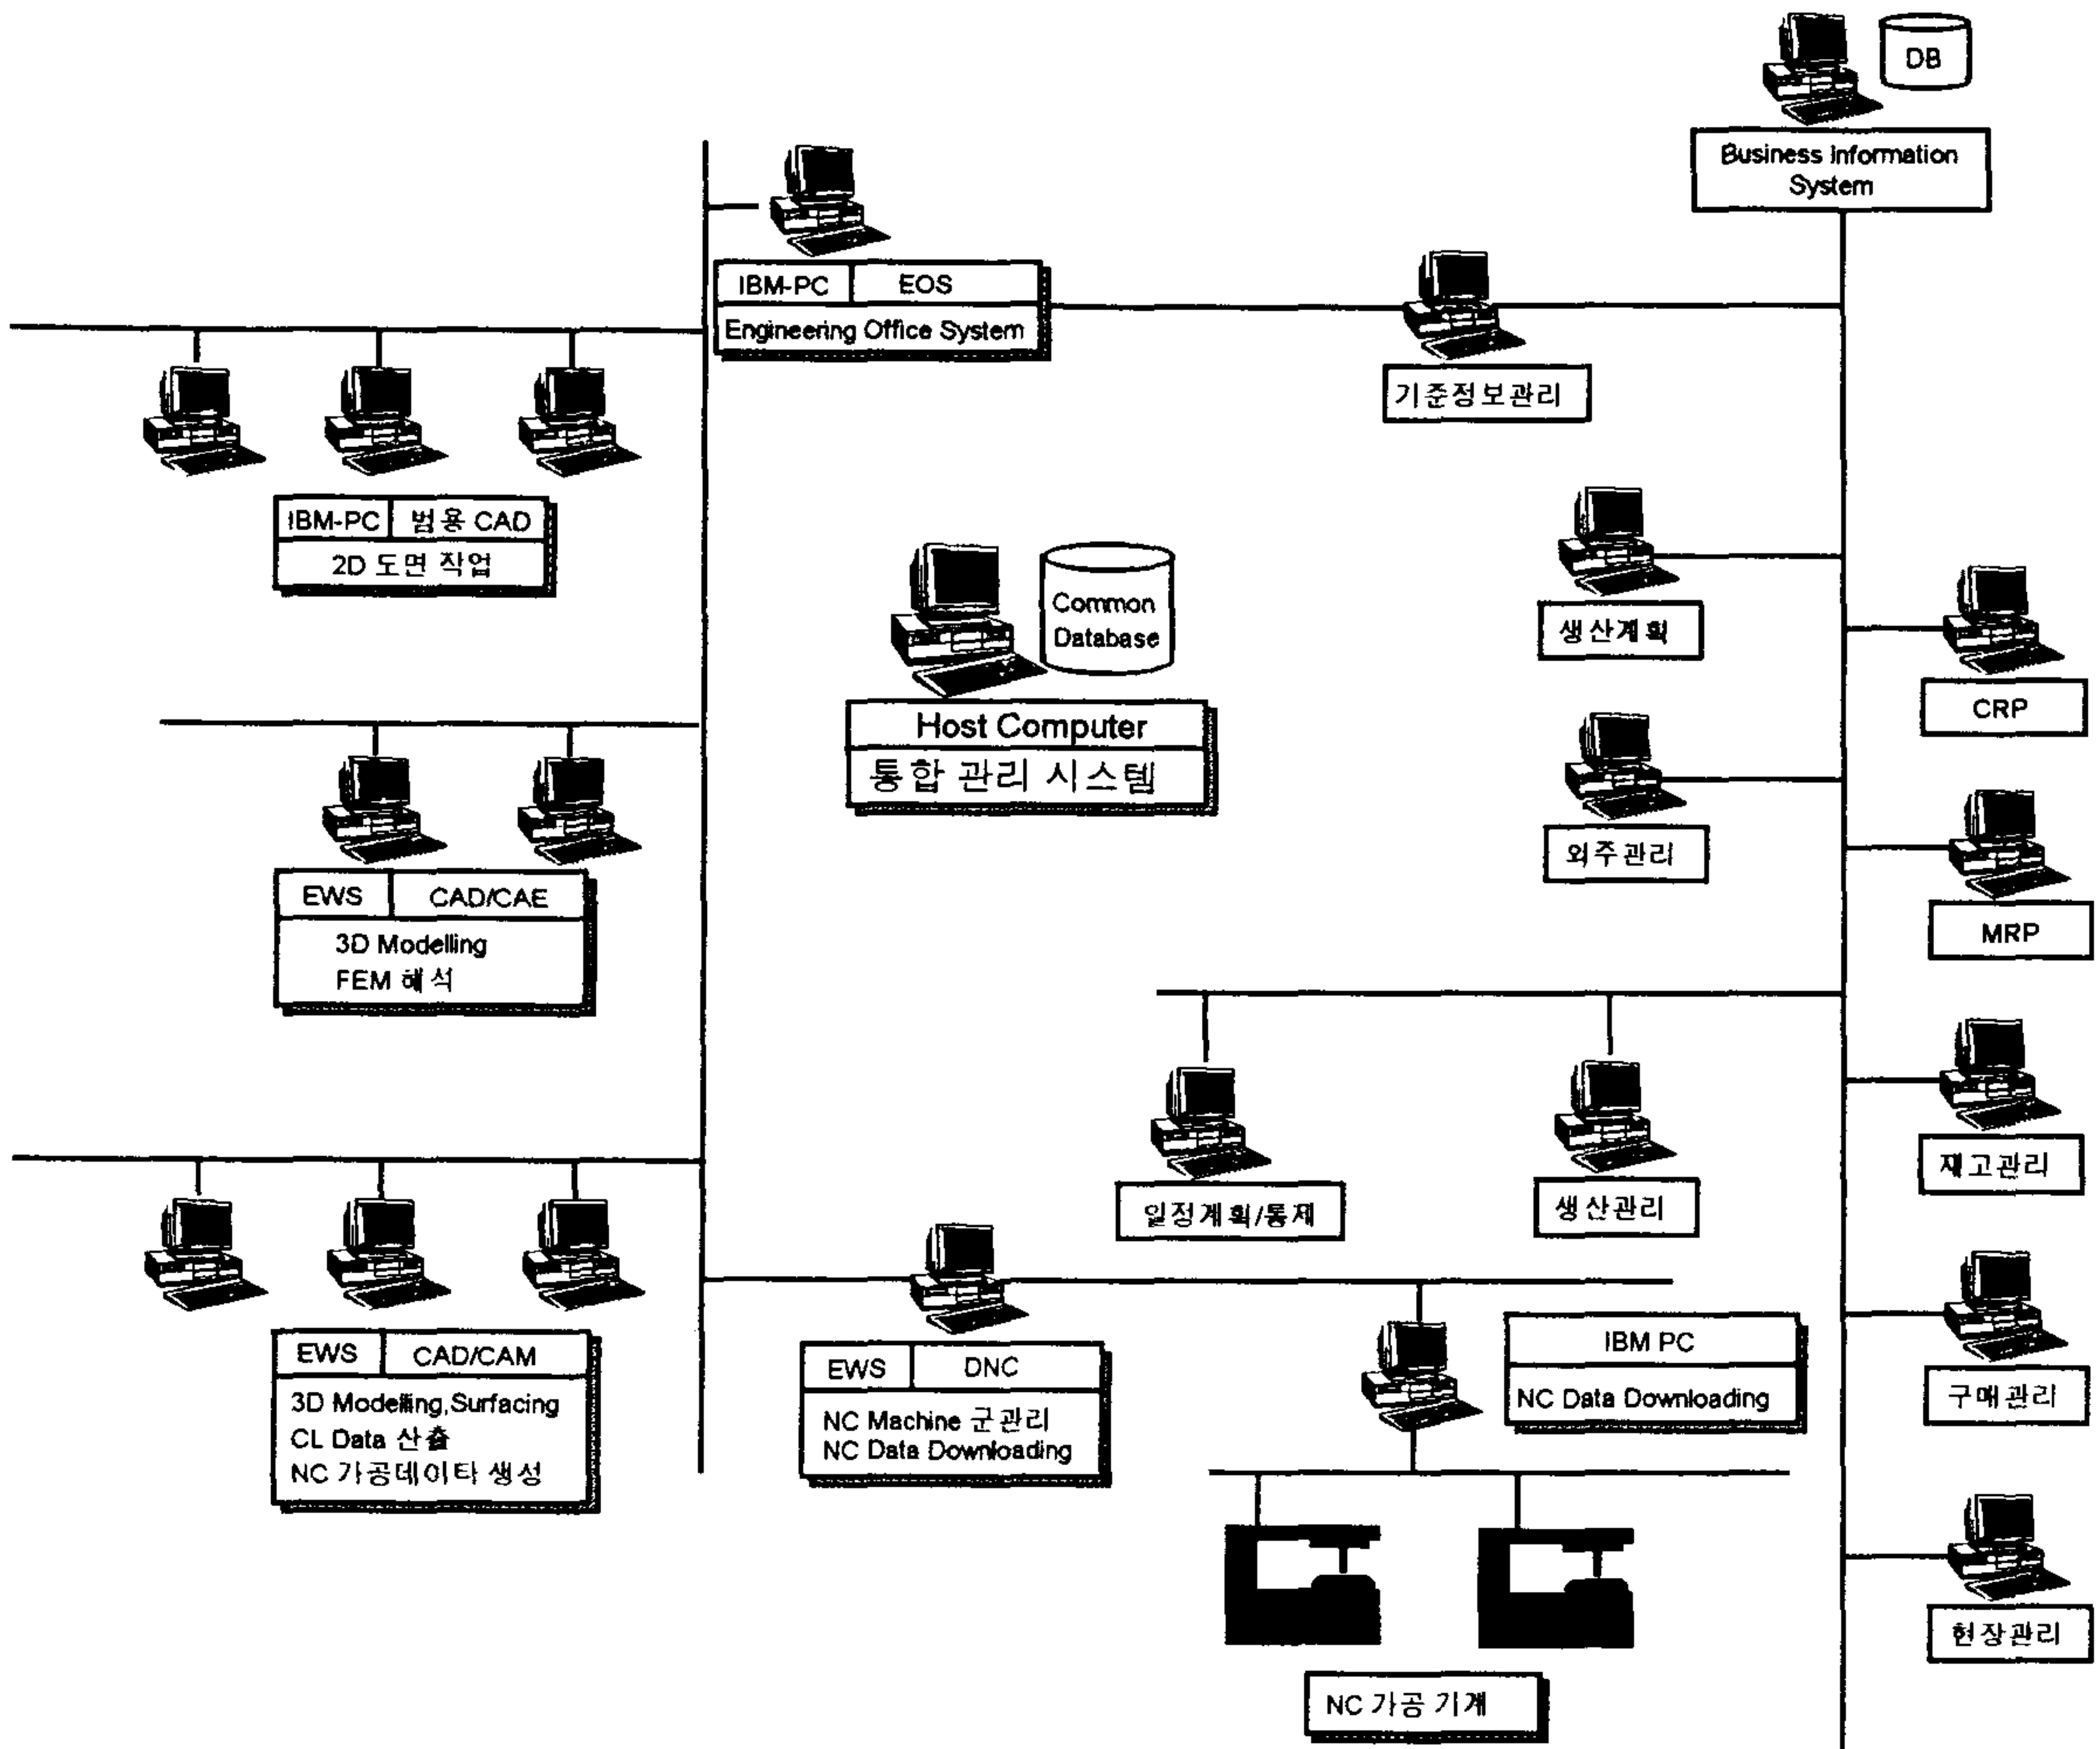 DB
Business Information
System
IBM-PC EOS
Engineering Office System
기준정보관리
IBM-PC 범용 CAD
2D 도면 작업
Common
Database
Host Computer
통합 관리 시스템
생산계획
CRP
외주관리
MRP
EWS CAD/CAE
3D Modelling
FEM 해석
일정계획/통제
생산관리
재고관리
EWS CAD/CAM
3D Modelling,Surfacing
CL Data 산출
NC 가공데이타 생성
EWS DNC
NC Machine 군관리
NC Data Downloading
IBM PC
NC Data Downloading
구매관리
현장관리
NC 가공 기계